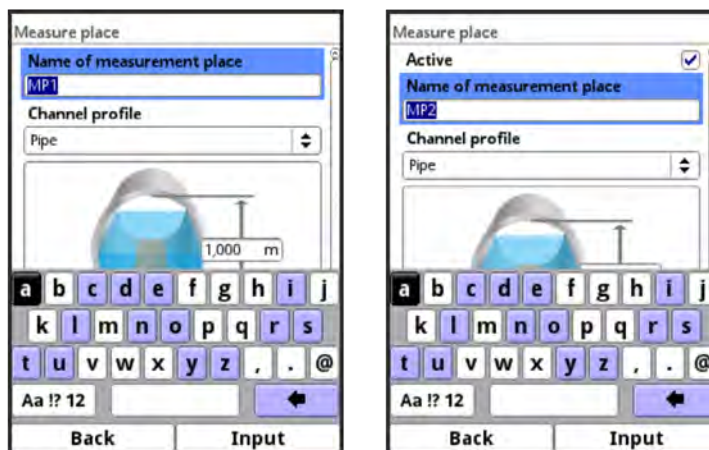 Measure place
Name of measurement place
MP1
Channel profile
Pipe
1,000 m
a b c d e f g h i j
k l m n o p q r s
t u v w x y z , . @
Aa !? 12
Back Input
Measure place
Active
Name of measurement place
MP2
Channel profile
Pipe
a b c d e f g h i j
k l m n o p q r s
t u v w x y z , . @
Aa !? 12
Back Input